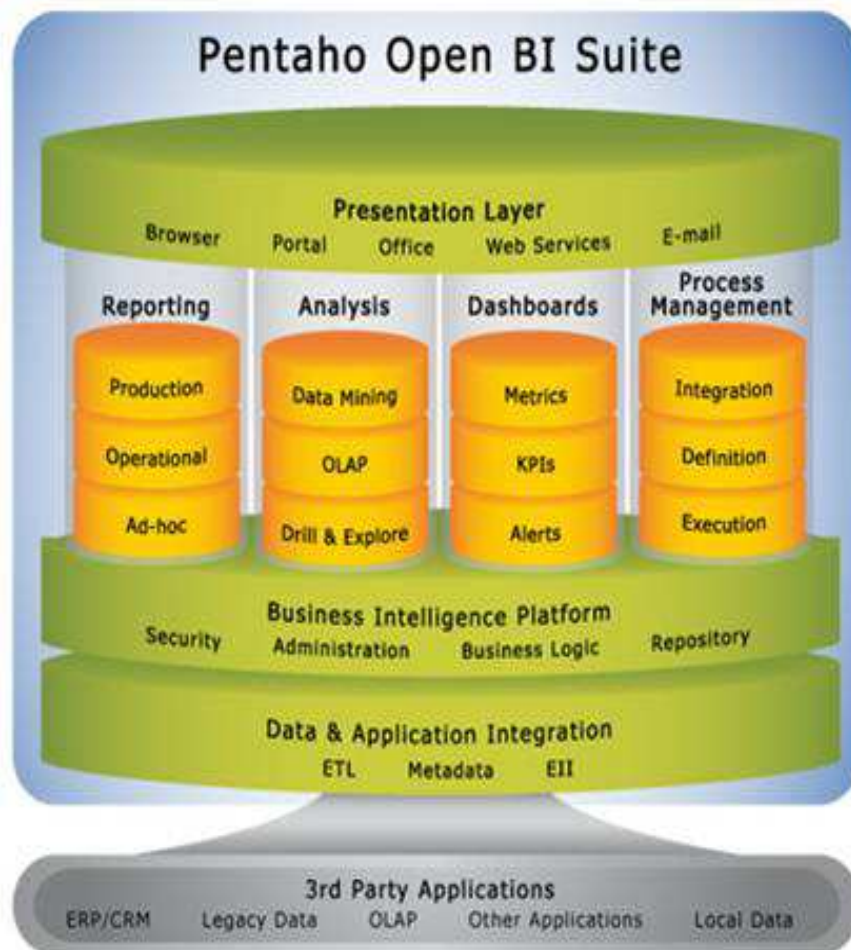 Pentaho Open BI Suite
Presentation Layer
Browser Portal Office Web Services E-mail
Reporting Analysis Dashboards Process Management
Production Data Mining Metrics Integration
Operational OLAP KPIs Definition
Ad-hoc Drill & Explore Alerts Execution
Business Intelligence Platform
Security Administration Business Logic Repository
Data & Application Integration
ETL Metadata EII
3rd Party Applications
ERP/CRM Legacy Data OLAP Other Applications Local Data